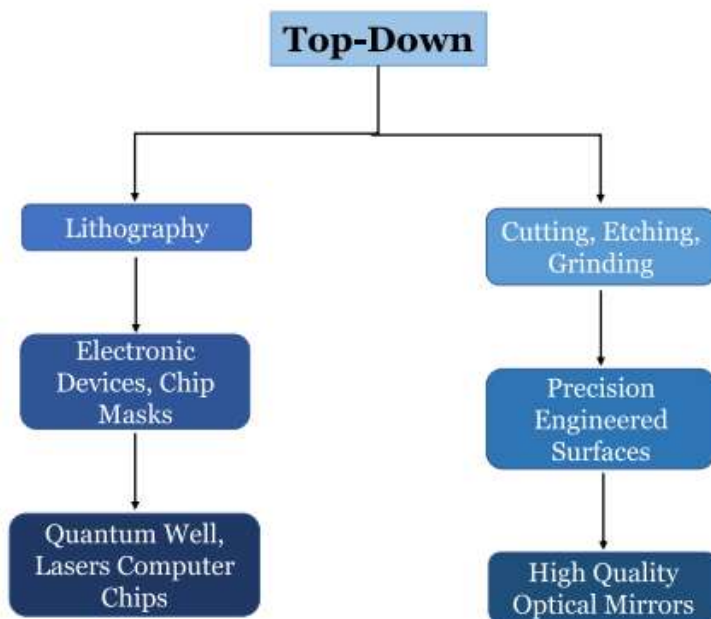 Top-Down
Lithography
Cutting, Etching,
Grinding
Electronic
Devices, Chip
Masks
Precision
Engineered
Surfaces
Quantum Well,
Lasers Computer
Chips
High Quality
Optical Mirrors